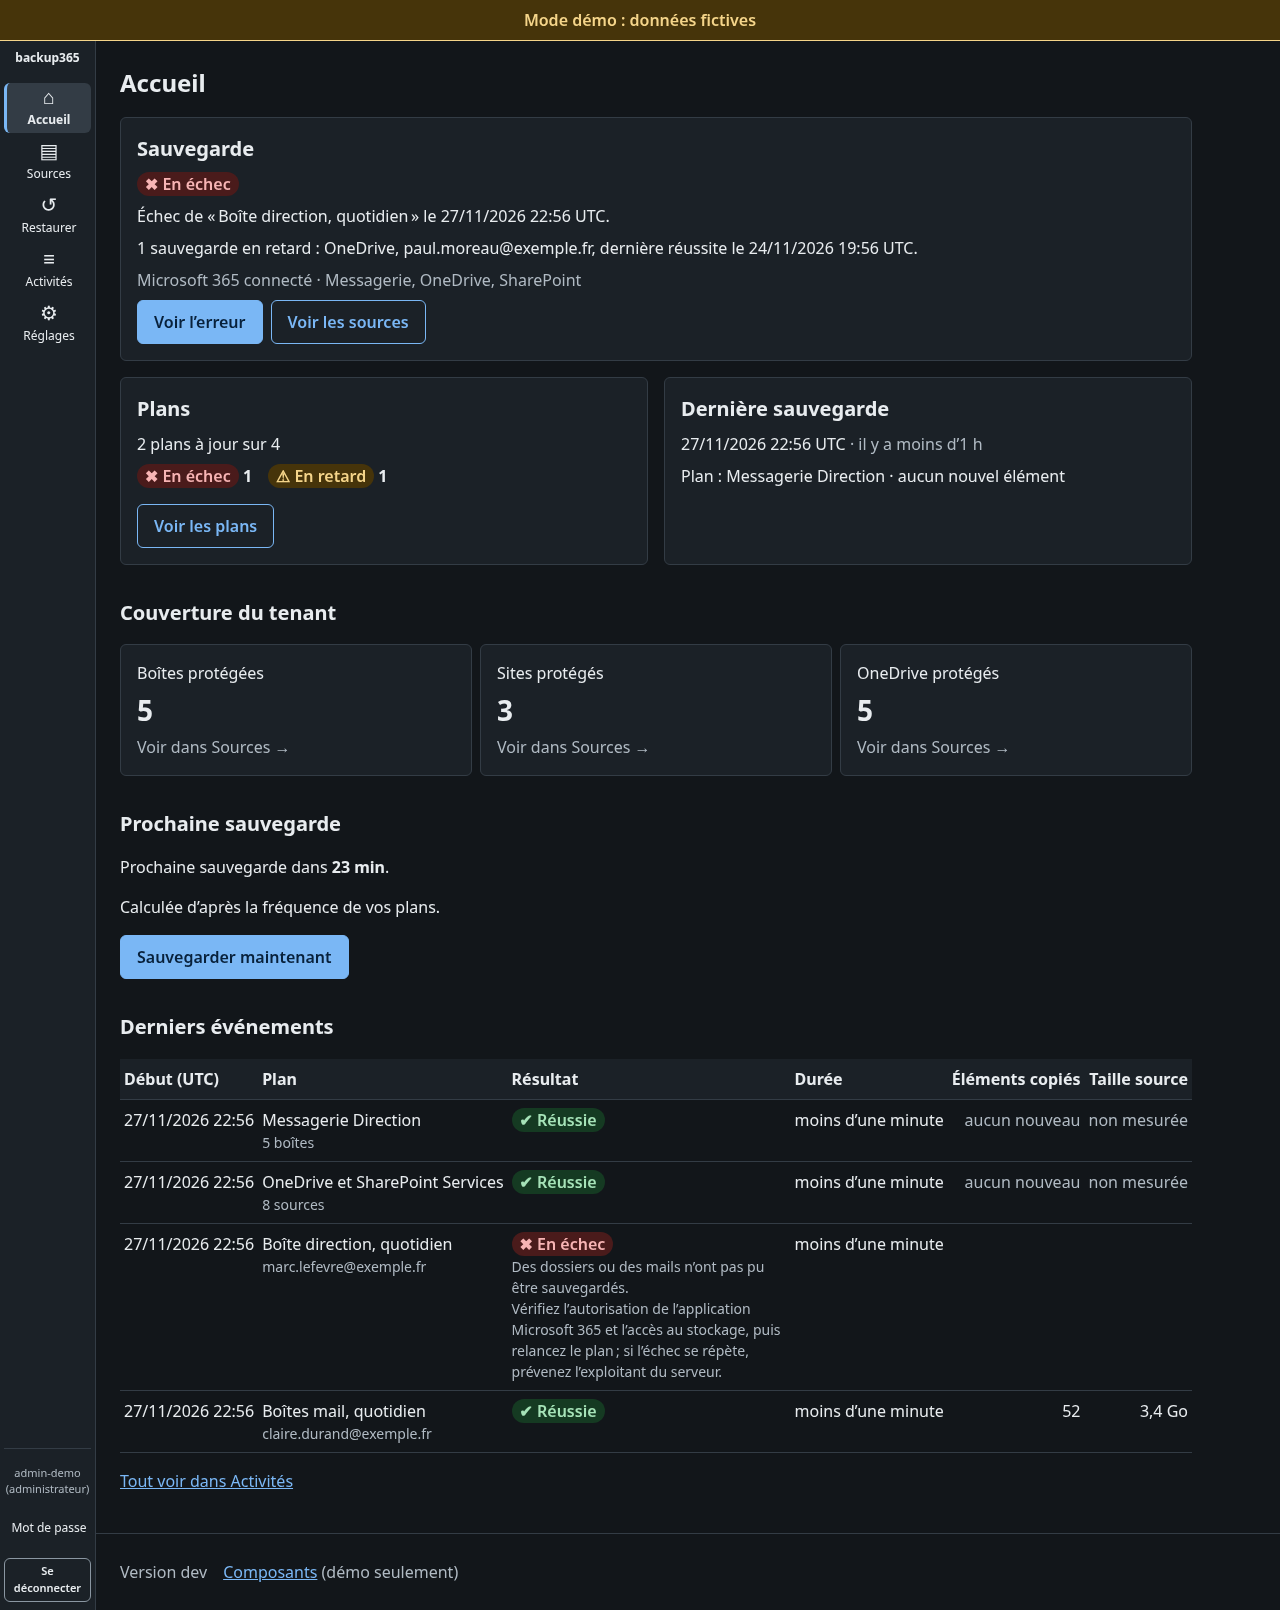 Mode démo : données fictives
backup365
Accueil
Sources
Restaurer
Activités
Réglages
admin-demo
(administrateur)
Mot de passe
Se
déconnecter
Accueil
Sauvegarde
✖ En échec
Échec de « Boîte direction, quotidien » le 27/11/2026 22:56 UTC.
1 sauvegarde en retard : OneDrive, paul.moreau@exemple.fr, dernière réussite le 24/11/2026 19:56 UTC.
Microsoft 365 connecté · Messagerie, OneDrive, SharePoint
Voir l’erreur Voir les sources
Plans
2 plans à jour sur 4
✖ En échec 1 ⚠ En retard 1
Voir les plans
Dernière sauvegarde
27/11/2026 22:56 UTC · il y a moins d’1 h
Plan : Messagerie Direction · aucun nouvel élément
Couverture du tenant
Boîtes protégées
5
Voir dans Sources →
Sites protégés
3
Voir dans Sources →
OneDrive protégés
5
Voir dans Sources →
Prochaine sauvegarde
Prochaine sauvegarde dans 23 min.
Calculée d’après la fréquence de vos plans.
Sauvegarder maintenant
Derniers événements
Début (UTC) Plan Résultat Durée Éléments copiés Taille source
27/11/2026 22:56 Messagerie Direction ✔ Réussie moins d’une minute aucun nouveau non mesurée
5 boîtes
27/11/2026 22:56 OneDrive et SharePoint Services ✔ Réussie moins d’une minute aucun nouveau non mesurée
8 sources
27/11/2026 22:56 Boîte direction, quotidien ✖ En échec moins d’une minute
marc.lefevre@exemple.fr Des dossiers ou des mails n’ont pas pu
être sauvegardés.
Vérifiez l’autorisation de l’application
Microsoft 365 et l’accès au stockage, puis
relancez le plan ; si l’échec se répète,
prévenez l’exploitant du serveur.
27/11/2026 22:56 Boîtes mail, quotidien ✔ Réussie moins d’une minute 52 3,4 Go
claire.durand@exemple.fr
Tout voir dans Activités
Version dev Composants (démo seulement)